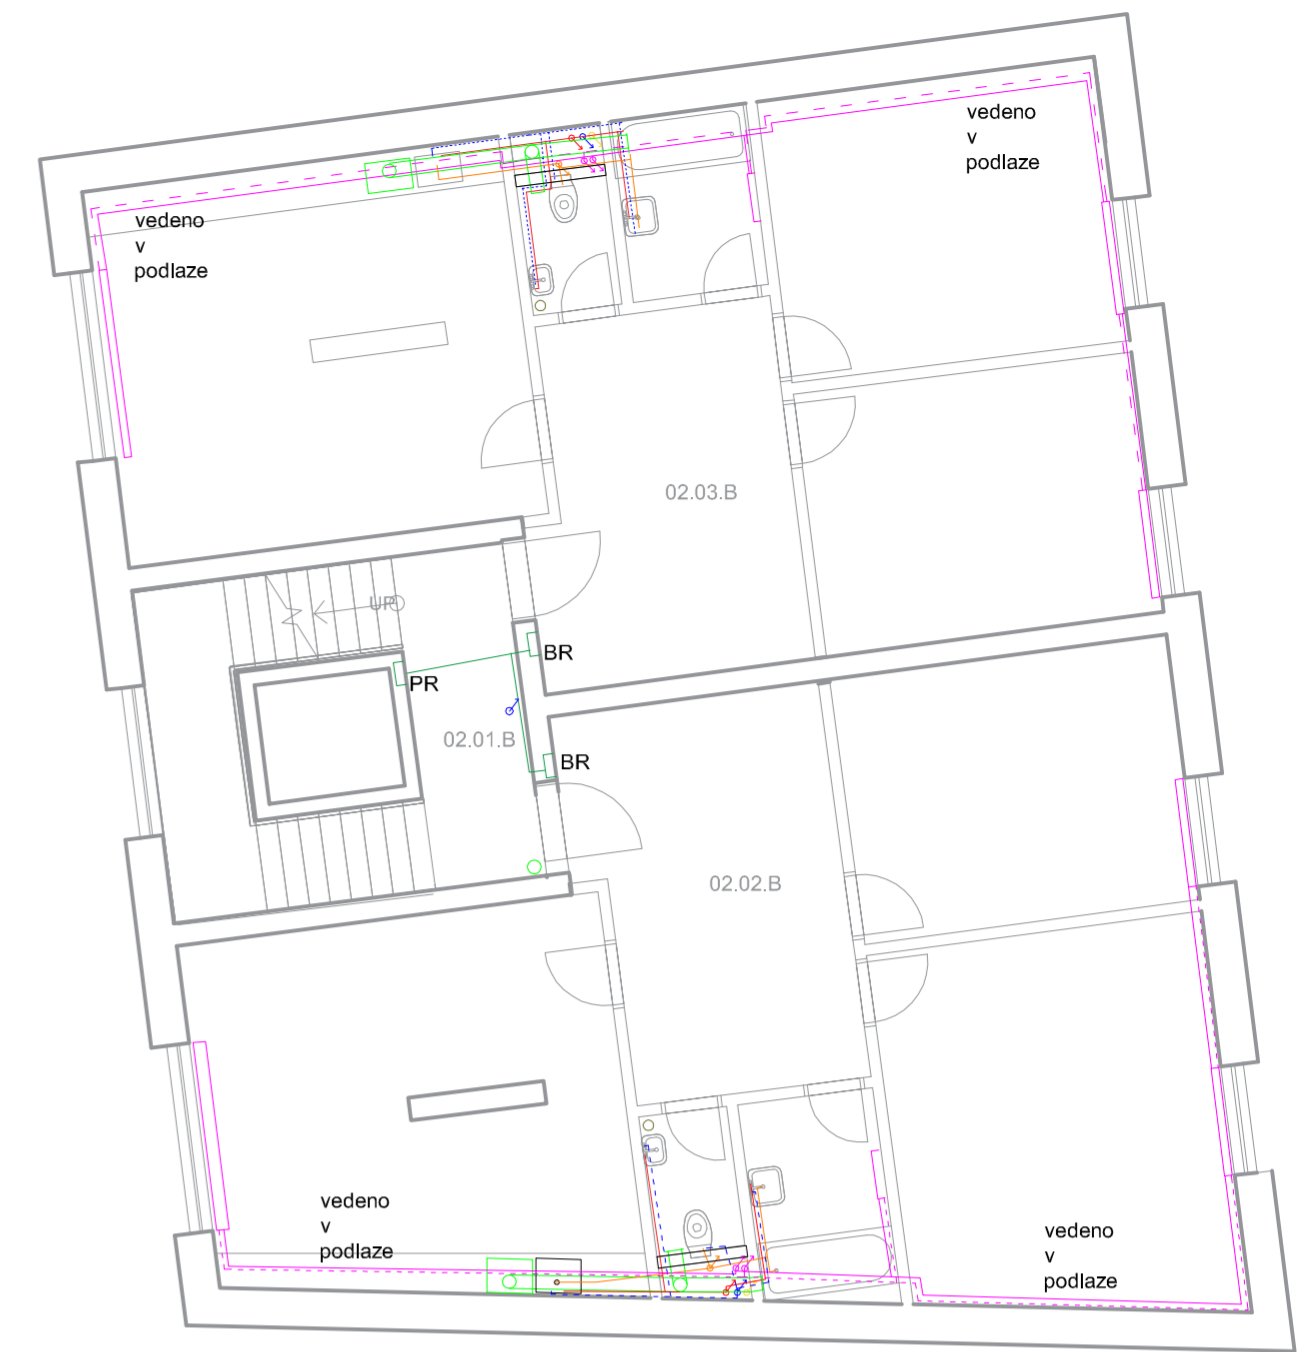 vedeno
v
podlaze
vedeno
v
podlaze
02.03.B
UP
BR
PR
02.01.B
BR
02.02.B
vedeno
v
podlaze
vedeno
v
podlaze